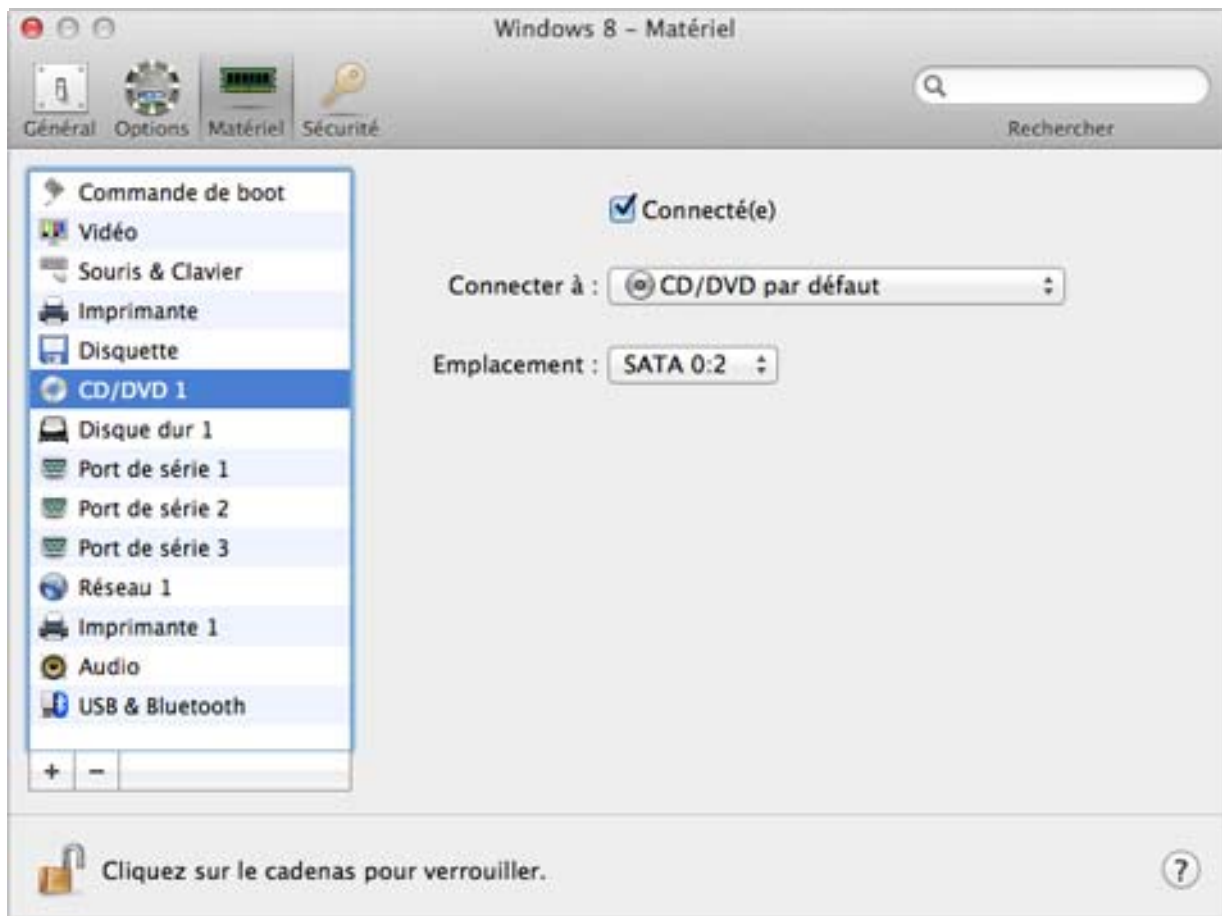 Windows 8 – Matériel
Général Options Matériel Sécurité
Rechercher
Commande de boot
Vidéo
Souris & Clavier
Imprimante
Disquette
CD/DVD 1
Disque dur 1
Port de série 1
Port de série 2
Port de série 3
Réseau 1
Imprimante 1
Audio
USB & Bluetooth
+ −
Connecté(e)
Connecter à : CD/DVD par défaut
Emplacement : SATA 0:2
Cliquez sur le cadenas pour verrouiller.
?